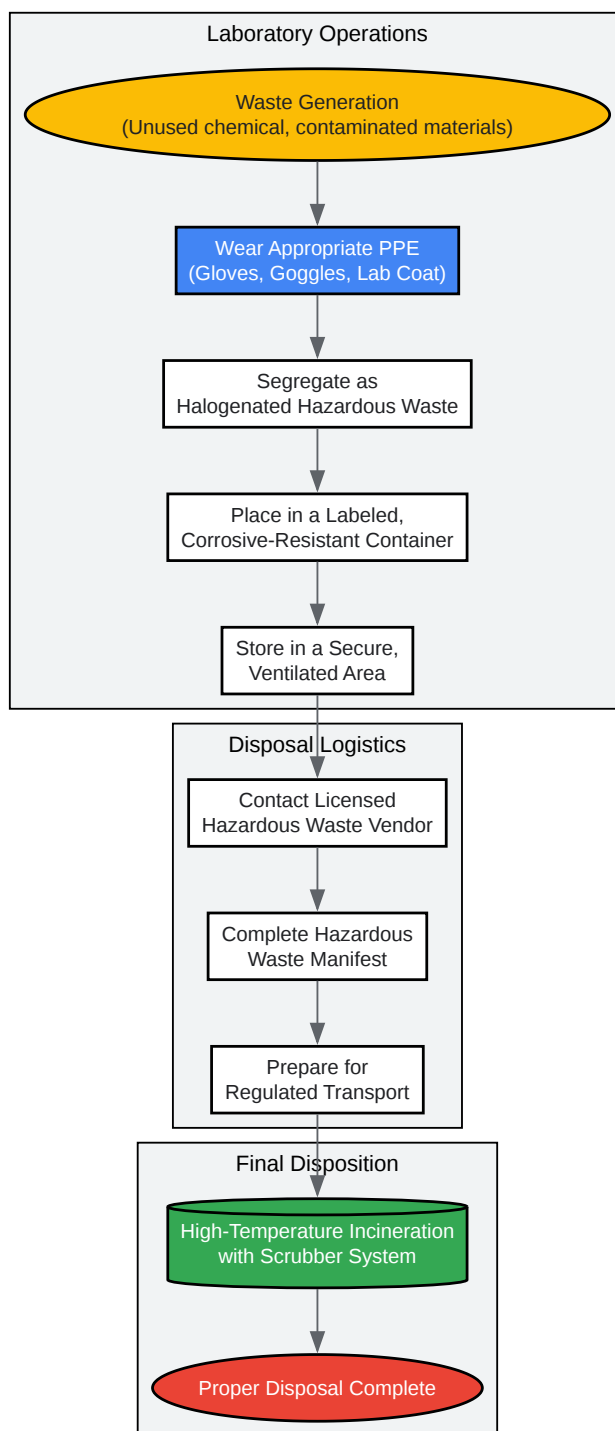 Laboratory Operations
Waste Generation
(Unused chemical, contaminated materials)
Wear Appropriate PPE
(Gloves, Goggles, Lab Coat)
Segregate as
Halogenated Hazardous Waste
Place in a Labeled,
Corrosive-Resistant Container
Store in a Secure,
Ventilated Area
Disposal Logistics
Contact Licensed
Hazardous Waste Vendor
Complete Hazardous
Waste Manifest
Prepare for
Regulated Transport
Final Disposition
High-Temperature Incineration
with Scrubber System
Proper Disposal Complete